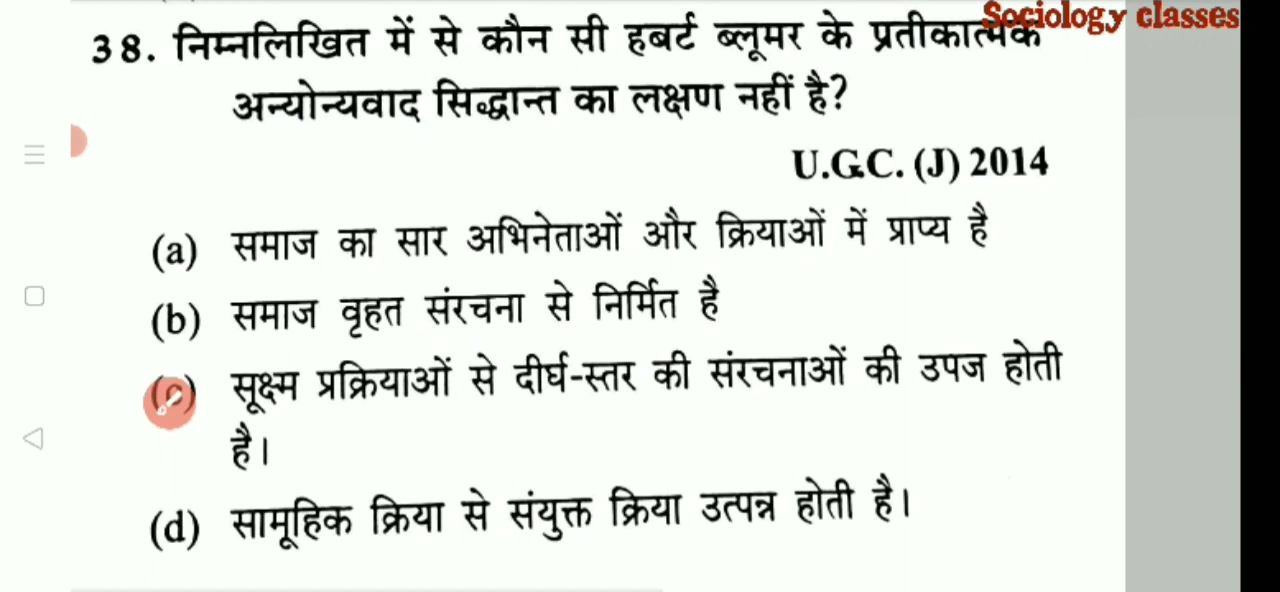 Sociology classes
38. निम्नलिखित में से कौन सी हबर्ट ब्लूमर के प्रतीकात्मक
अन्योन्यवाद सिद्धान्त का लक्षण नहीं है?
U.G.C. (J) 2014
(a) समाज का सार अभिनेताओं और क्रियाओं में प्राप्य है
(b) समाज वृहत संरचना से निर्मित है
(c) सूक्ष्म प्रक्रियाओं से दीर्घ-स्तर की संरचनाओं की उपज होती
है।
(d) सामूहिक क्रिया से संयुक्त क्रिया उत्पन्न होती है।